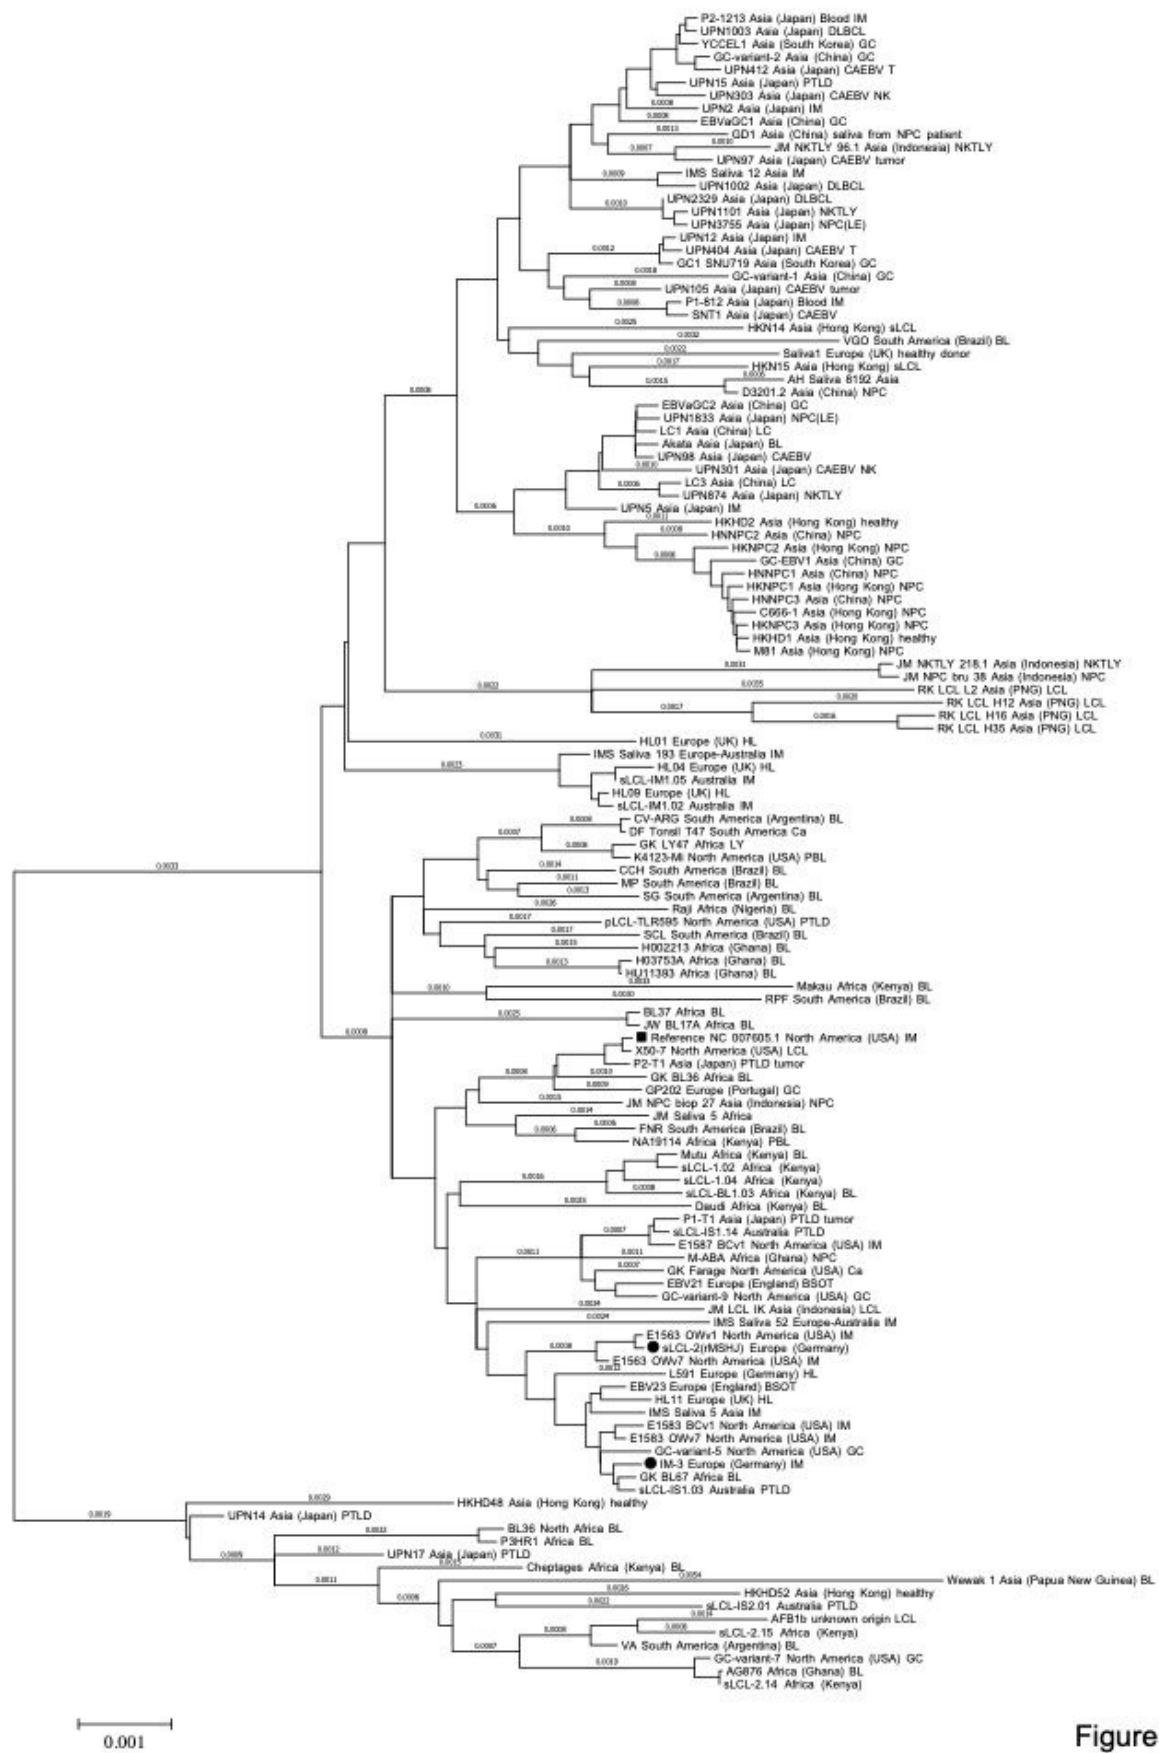 P2-1213 Asia (Japan) Blood IM
UPN1003 Asia (Japan) DLBCL
YCCEL1 Asia (South Korea) GC
GC-variant-2 Asia (China) GC
UPN412 Asia (Japan) CAEBV T
UPN15 Asia (Japan) PTLD
UPN303 Asia (Japan) CAEBV NK
UPN2 Asia (Japan) IM
EBVaGC1 Asia (China) GC
GD1 Asia (China) saliva from NPC patient
JM NKTLY 96.1 Asia (Indonesia) NKTLY
UPN97 Asia (Japan) CAEBV tumor
IMS Saliva 12 Asia IM
UPN1002 Asia (Japan) DLBCL
UPN2329 Asia (Japan) DLBCL
UPN1101 Asia (Japan) NKTLY
UPN3755 Asia (Japan) NPC(LE)
UPN12 Asia (Japan) IM
UPN404 Asia (Japan) CAEBV T
GC1 SNU719 Asia (South Korea) GC
GC-variant-1 Asia (China) GC
UPN105 Asia (Japan) CAEBV tumor
P1-812 Asia (Japan) Blood IM
SNT1 Asia (Japan) CAEBV
HKN14 Asia (Hong Kong) sLCL
VGO South America (Brazil) BL
Saliva1 Europe (UK) healthy donor
HKN15 Asia (Hong Kong) sLCL
AH Saliva 6192 Asia
D3201.2 Asia (China) NPC
EBVaGC2 Asia (China) GC
UPN1833 Asia (Japan) NPC(LE)
LC1 Asia (China) LC
Akata Asia (Japan) BL
UPN98 Asia (Japan) CAEBV
UPN301 Asia (Japan) CAEBV NK
LC3 Asia (China) LC
UPN874 Asia (Japan) NKTLY
UPN5 Asia (Japan) IM
HKHD2 Asia (Hong Kong) healthy
HNNPC2 Asia (China) NPC
HKNPC2 Asia (Hong Kong) NPC
GC-EBV1 Asia (China) GC
HNNPC1 Asia (China) NPC
HKNPC1 Asia (Hong Kong) NPC
HNNPC3 Asia (China) NPC
C666-1 Asia (Hong Kong) NPC
HKNPC3 Asia (Hong Kong) NPC
HKHD1 Asia (Hong Kong) healthy
M81 Asia (Hong Kong) NPC
JM NKTLY 218.1 Asia (Indonesia) NKTLY
JM NPC bru 38 Asia (Indonesia) NPC
RK LCL L2 Asia (PNG) LCL
RK LCL H12 Asia (PNG) LCL
RK LCL H16 Asia (PNG) LCL
RK LCL H35 Asia (PNG) LCL
HL01 Europe (UK) HL
IMS Saliva 193 Europe-Australia IM
HL04 Europe (UK) HL
sLCL-IM1.05 Australia IM
HL09 Europe (UK) HL
sLCL-IM1.02 Australia IM
CV-ARG South America (Argentina) BL
DF Tonsil T47 South America Ca
GK LY47 Africa LY
K4123-Mi North America (USA) PBL
CCH South America (Brazil) BL
MP South America (Brazil) BL
SG South America (Argentina) BL
Raji Africa (Nigeria) BL
pLCL-TLR595 North America (USA) PTLD
SCL South America (Brazil) BL
H002213 Africa (Ghana) BL
H03753A Africa (Ghana) BL
HU11393 Africa (Ghana) BL
Makau Africa (Kenya) BL
RPF South America (Brazil) BL
BL37 Africa BL
JW BL17A Africa BL
Reference NC 007605.1 North America (USA) IM
X50-7 North America (USA) LCL
P2-T1 Asia (Japan) PTLD tumor
GK BL36 Africa BL
GP202 Europe (Portugal) GC
JM NPC biop 27 Asia (Indonesia) NPC
JM Saliva 5 Africa
FNR South America (Brazil) BL
NA19114 Africa (Kenya) PBL
Mutu Africa (Kenya) BL
sLCL-1.02 Africa (Kenya)
sLCL-1.04 Africa (Kenya)
sLCL-BL1.03 Africa (Kenya) BL
Daudi Africa (Kenya) BL
P1-T1 Asia (Japan) PTLD tumor
sLCL-IS1.14 Australia PTLD
E1587 BCv1 North America (USA) IM
M-ABA Africa (Ghana) NPC
GK Farage North America (USA) Ca
EBV21 Europe (England) BSOT
GC-variant-9 North America (USA) GC
JM LCL IK Asia (Indonesia) LCL
IMS Saliva 52 Europe-Australia IM
E1563 OWv1 North America (USA) IM
sLCL-2(rMSHJ) Europe (Germany)
E1563 OWv7 North America (USA) IM
L591 Europe (Germany) HL
EBV23 Europe (England) BSOT
HL11 Europe (UK) HL
IMS Saliva 5 Asia IM
E1583 BCv1 North America (USA) IM
E1583 OWv7 North America (USA) IM
GC-variant-5 North America (USA) GC
IM-3 Europe (Germany) IM
GK BL67 Africa BL
sLCL-IS1.03 Australia PTLD
HKHD48 Asia (Hong Kong) healthy
UPN14 Asia (Japan) PTLD
BL36 North Africa BL
P3HR1 Africa BL
UPN17 Asia (Japan) PTLD
Cheptages Africa (Kenya) BL
Wewak 1 Asia (Papua New Guinea) BL
HKHD52 Asia (Hong Kong) healthy
sLCL-IS2.01 Australia PTLD
AFB1b unknown origin LCL
sLCL-2.15 Africa (Kenya)
VA South America (Argentina) BL
GC-variant-7 North America (USA) GC
AG876 Africa (Ghana) BL
sLCL-2.14 Africa (Kenya)
0.001
Figure